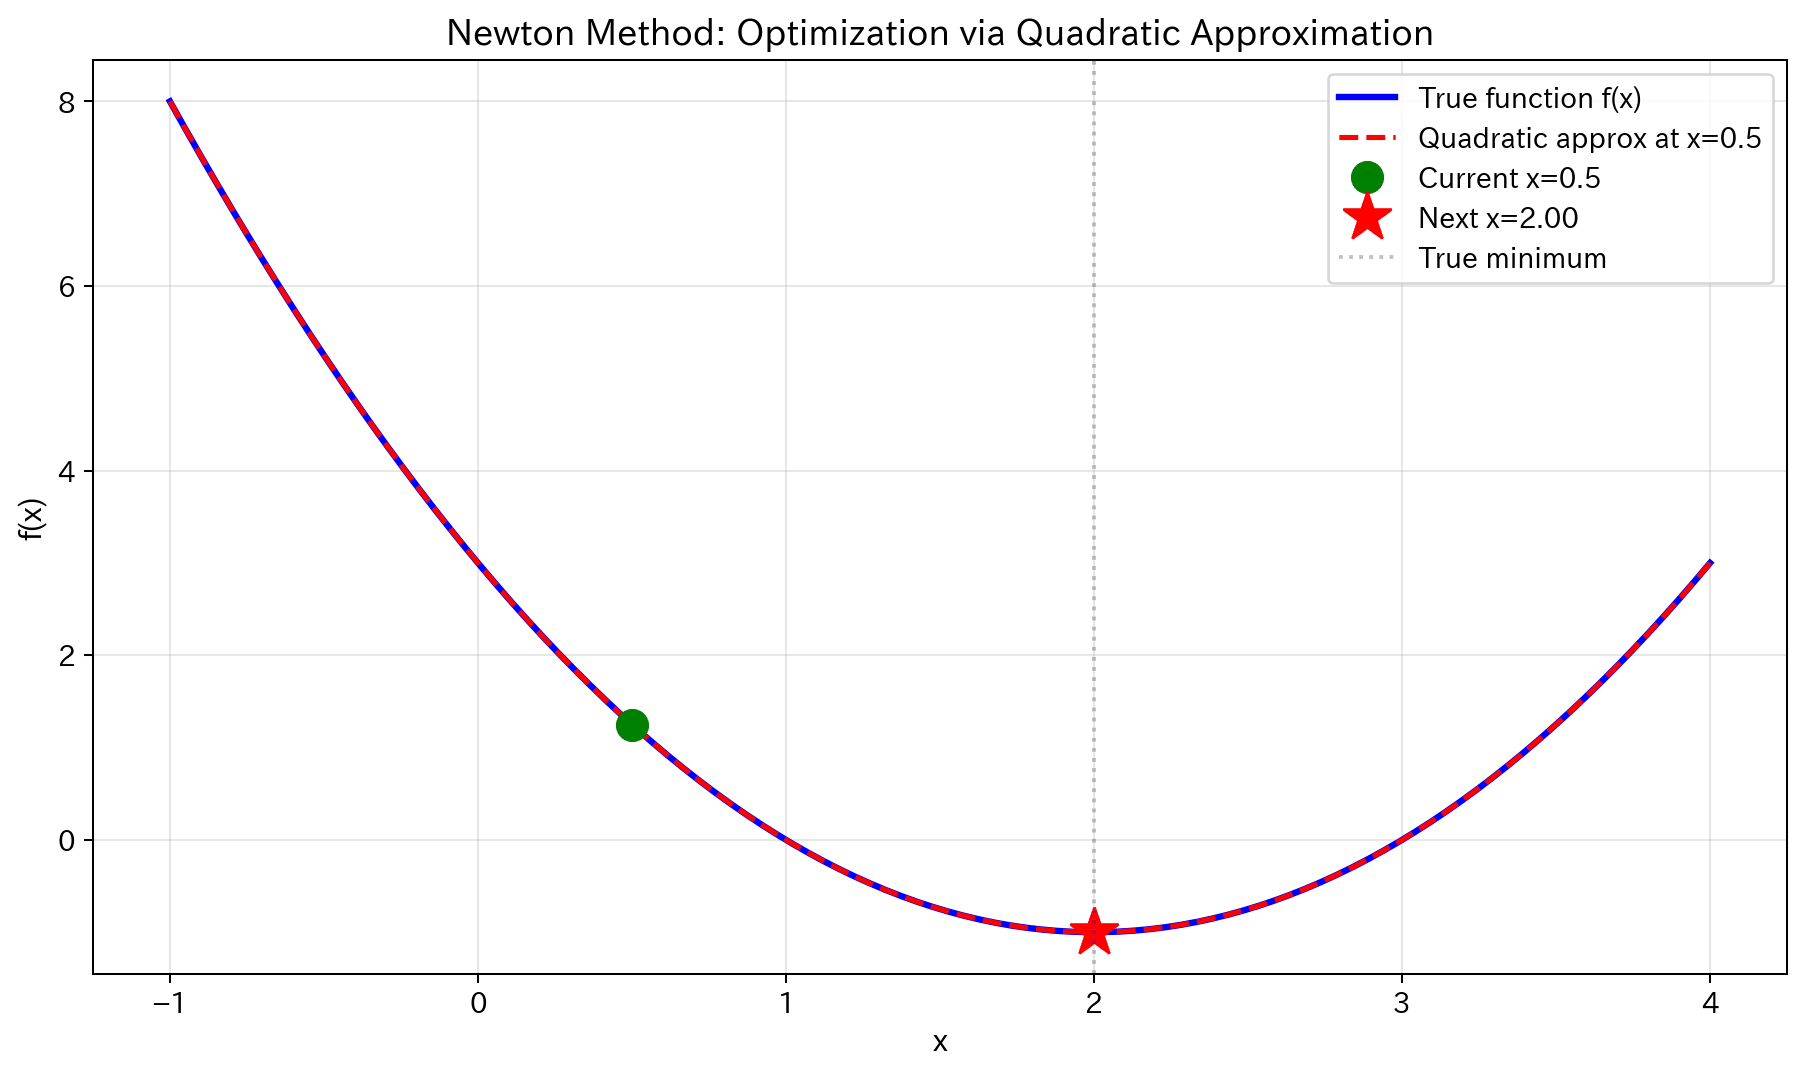 Newton Method: Optimization via Quadratic Approximation
True function f(x)
Quadratic approx at x=0.5
Current x=0.5
Next x=2.00
True minimum
8
6
4
2
0
f(x)
−1 0 1 2 3 4
x